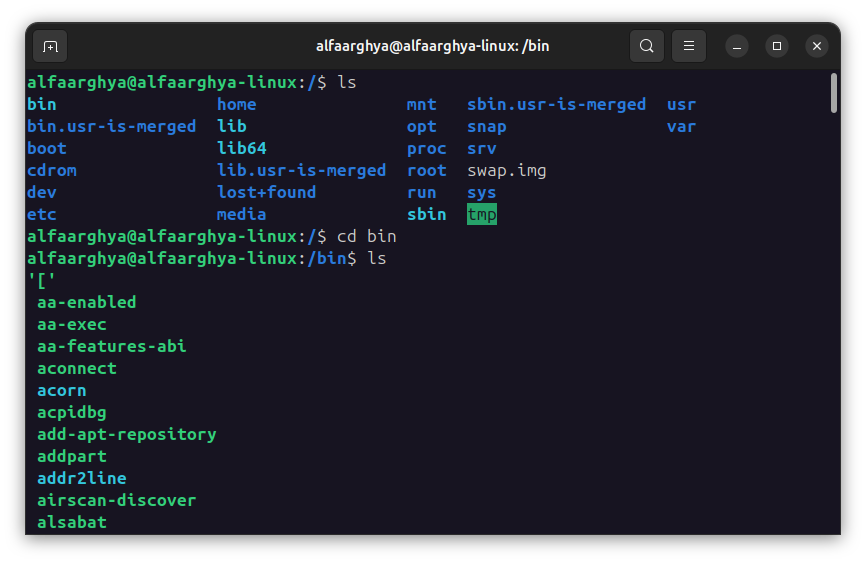 alfaarghya@alfaarghya-linux: /bin
alfaarghya@alfaarghya-linux:/$ ls
bin home mnt sbin.usr-is-merged usr
bin.usr-is-merged lib opt snap var
boot lib64 proc srv
cdrom lib.usr-is-merged root swap.img
dev lost+found run sys
etc media sbin tmp
alfaarghya@alfaarghya-linux:/$ cd bin
alfaarghya@alfaarghya-linux:/bin$ ls
'['
aa-enabled
aa-exec
aa-features-abi
aconnect
acorn
acpidbg
add-apt-repository
addpart
addr2line
airscan-discover
alsabat